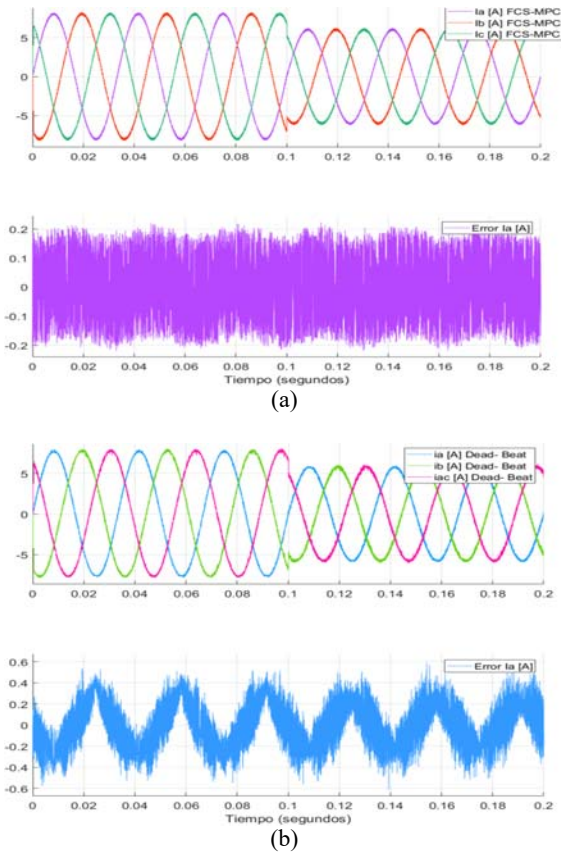 Ia [A] FCS-MPC
Ib [A] FCS-MPC
Ic [A] FCS-MPC
5
0
-5
0 0.02 0.04 0.06 0.08 0.1 0.12 0.14 0.16 0.18 0.2
Error Ia [A]
0.2
0.1
0
-0.1
-0.2
0 0.02 0.04 0.06 0.08 0.1 0.12 0.14 0.16 0.18 0.2
Tiempo (segundos)
(a)
ia [A] Dead- Beat
ib [A] Dead- Beat
iac [A] Dead- Beat
5
0
-5
0 0.02 0.04 0.06 0.08 0.1 0.12 0.14 0.16 0.18 0.2
Error Ia [A]
0.6
0.4
0.2
0
-0.2
-0.4
-0.6
0 0.02 0.04 0.06 0.08 0.1 0.12 0.14 0.16 0.18 0.2
Tiempo (segundos)
(b)